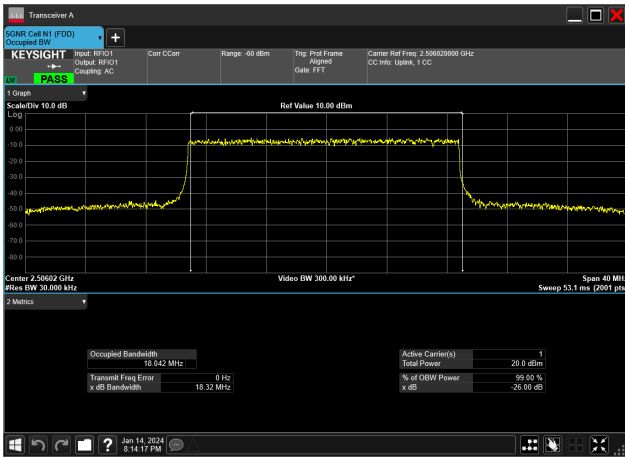 Transceiver A
5GNR Cell N1 (FDD)
Occupied BW
+
KEYSIGHT
PASS
Input: RFIO1
Output: RFIO1
Coupling: AC
Corr CCorr
Range: -60 dBm
Trig: Prot Frame
Aligned
Gate: FFT
Carrier Ref Freq: 2.506020000 GHz
CC Info: Uplink, 1 CC
1 Graph
Scale/Div 10.0 dB
Ref Value 10.00 dBm
Log
0.00
-10.0
-20.0
-30.0
-40.0
-50.0
-60.0
-70.0
-80.0
Center 2.50602 GHz
Video BW 300.00 kHz*
Span 40 MHz
#Res BW 30.000 kHz
Sweep 53.1 ms (2001 pts
2 Metrics
Occupied Bandwidth
18.042 MHz
Active Carrier(s) 1
Total Power 20.0 dBm
Transmit Freq Error 0 Hz
x dB Bandwidth 18.32 MHz
% of OBW Power 99.00 %
x dB -26.00 dB
?
Jan 14, 2024
8:14:17 PM